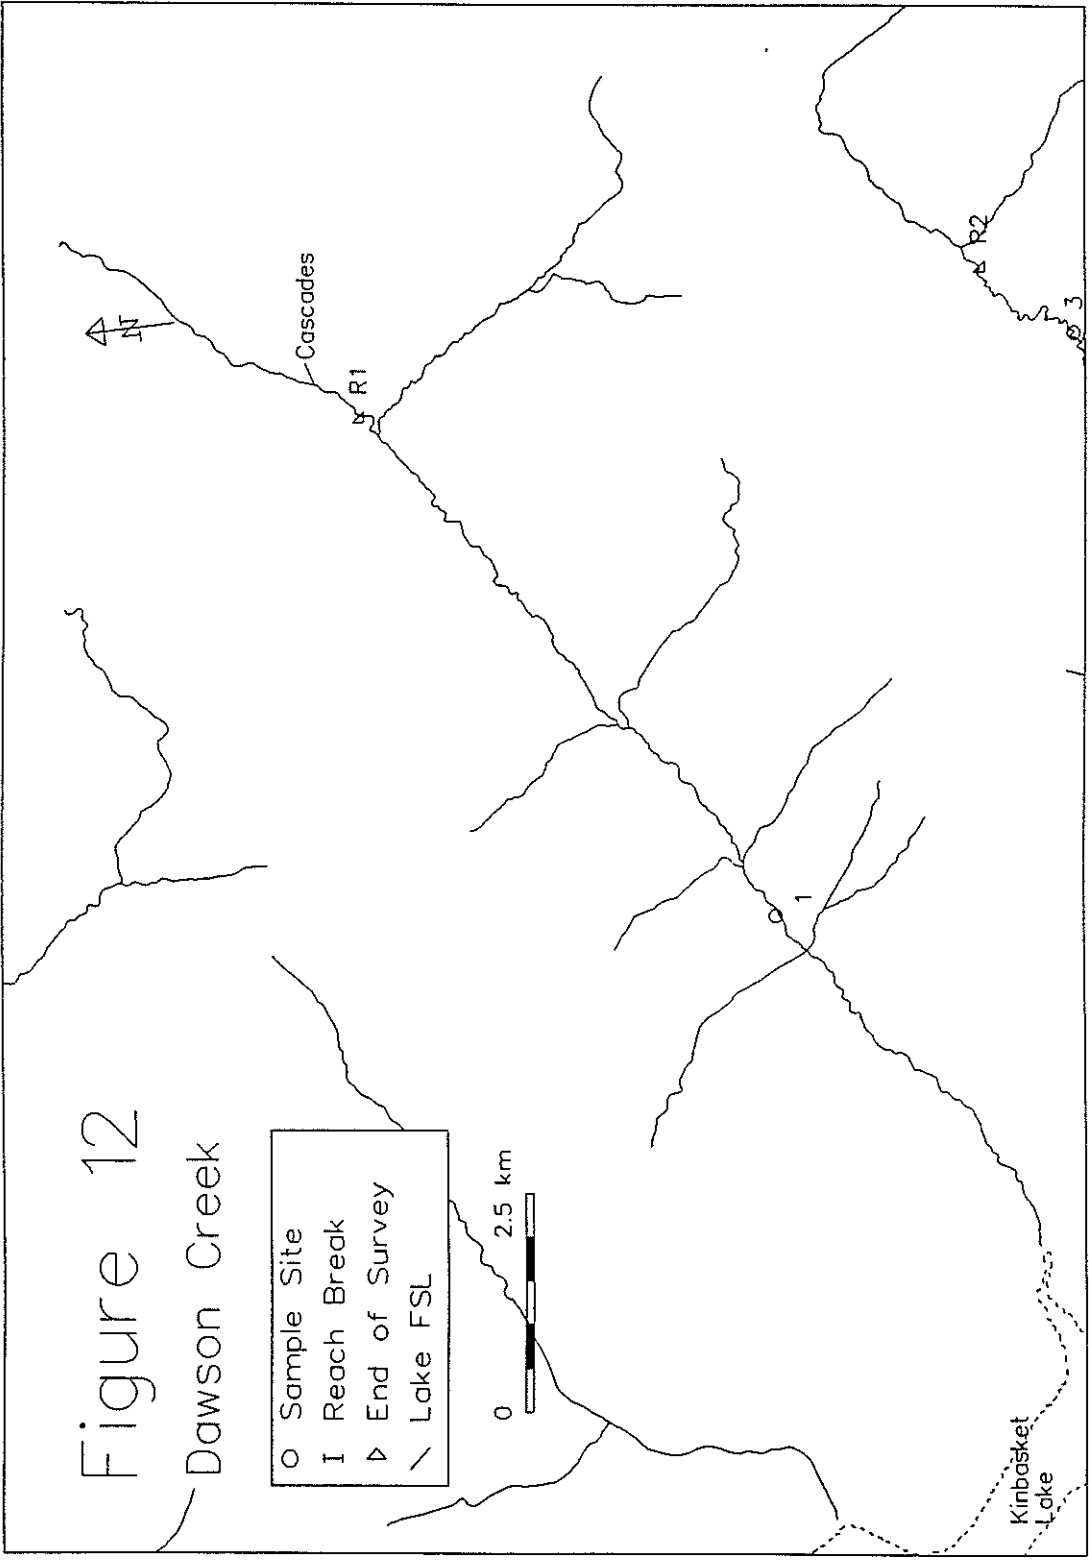 Figure 12
Dawson Creek
O Sample Site
I Reach Break
▷ End of Survey
/ Lake FSL
0 2.5 km
N
Cascades
R1
1
R2
3
Kinbasket
Lake